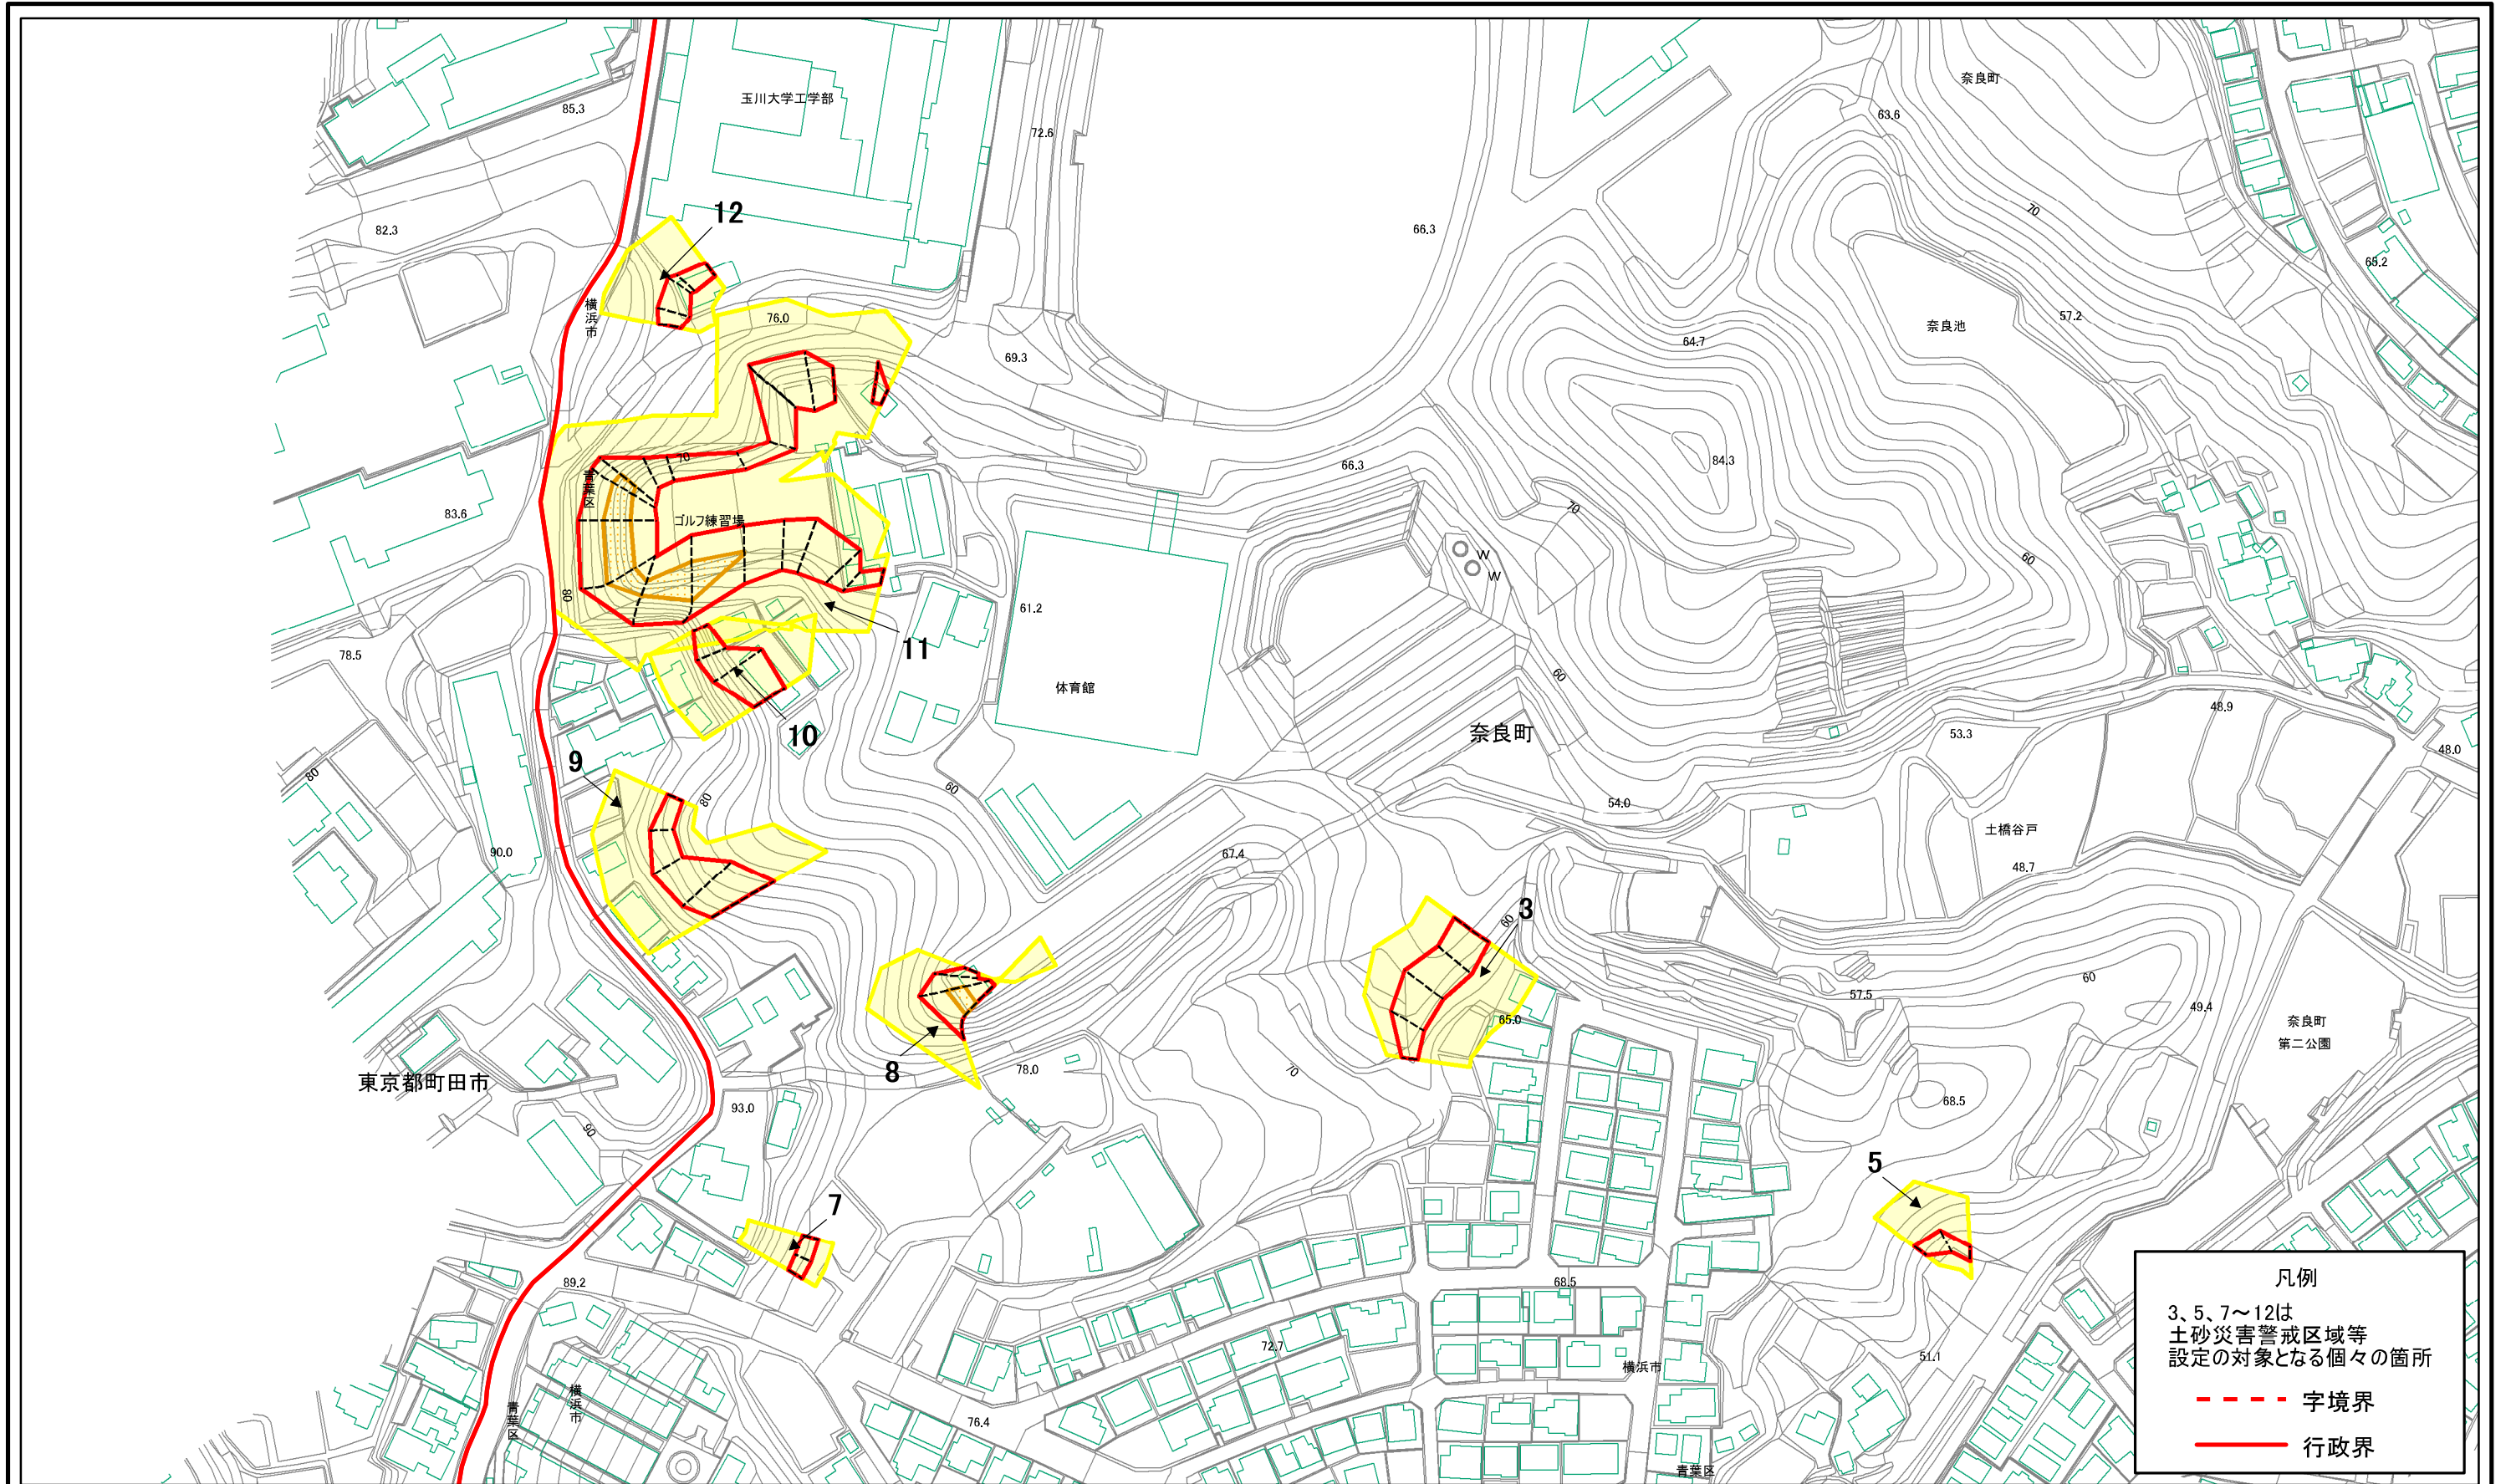 玉川大学工学部
奈良町
85.3
72.6
63.6
12
82.3
66.3
70
65.2
横浜市
76.0
57.2
奈良池
69.3
64.7
70
66.3
84.3
青葉区
83.6
ゴルフ練習場
70
W
W
60
80
61.2
11
78.5
体育館
60
10
奈良町
48.9
53.3
48.0
9
80
80
60
54.0
土橋谷戸
90.0
67.4
48.7
3
60
60
57.5
49.4
65.0
奈良町
第二公園
8
78.0
70
東京都町田市
93.0
68.5
90
5
7
89.2
68.5
72.7
横浜市
51.1
横浜市
青葉区
76.4
青葉区
凡例
3、5、7～12は
土砂災害警戒区域等
設定の対象となる個々の箇所
字境界
行政界